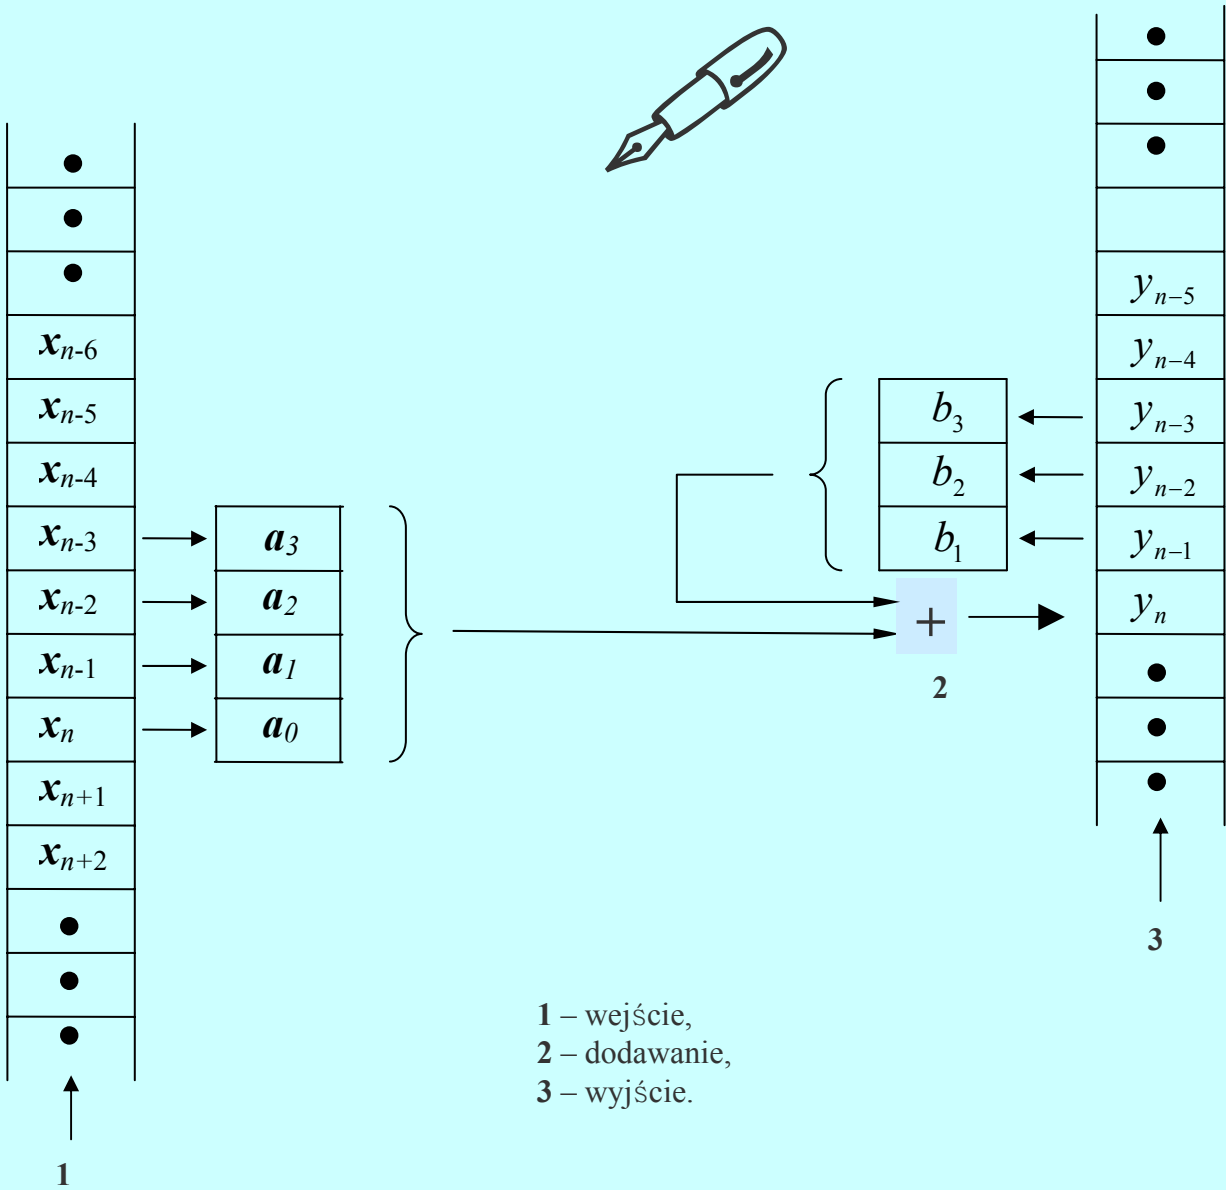 x_{n-6}
x_{n-5}
x_{n-4}
x_{n-3}
x_{n-2}
x_{n-1}
x_n
x_{n+1}
x_{n+2}
1
a_3
a_2
a_1
a_0
b_3
b_2
b_1
+
2
y_{n-5}
y_{n-4}
y_{n-3}
y_{n-2}
y_{n-1}
y_n
3
1 – wejście,
2 – dodawanie,
3 – wyjście.